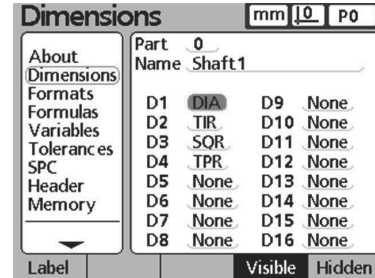 Dimensions mm 0 P0
About
Dimensions
Formats
Formulas
Variables
Tolerances
SPC
Header
Memory
Part 0
Name Shaft1
D1 DIA D9 None
D2 TIR D10 None
D3 SQR D11 None
D4 TPR D12 None
D5 None D13 None
D6 None D14 None
D7 None D15 None
D8 None D16 None
Label Visible Hidden